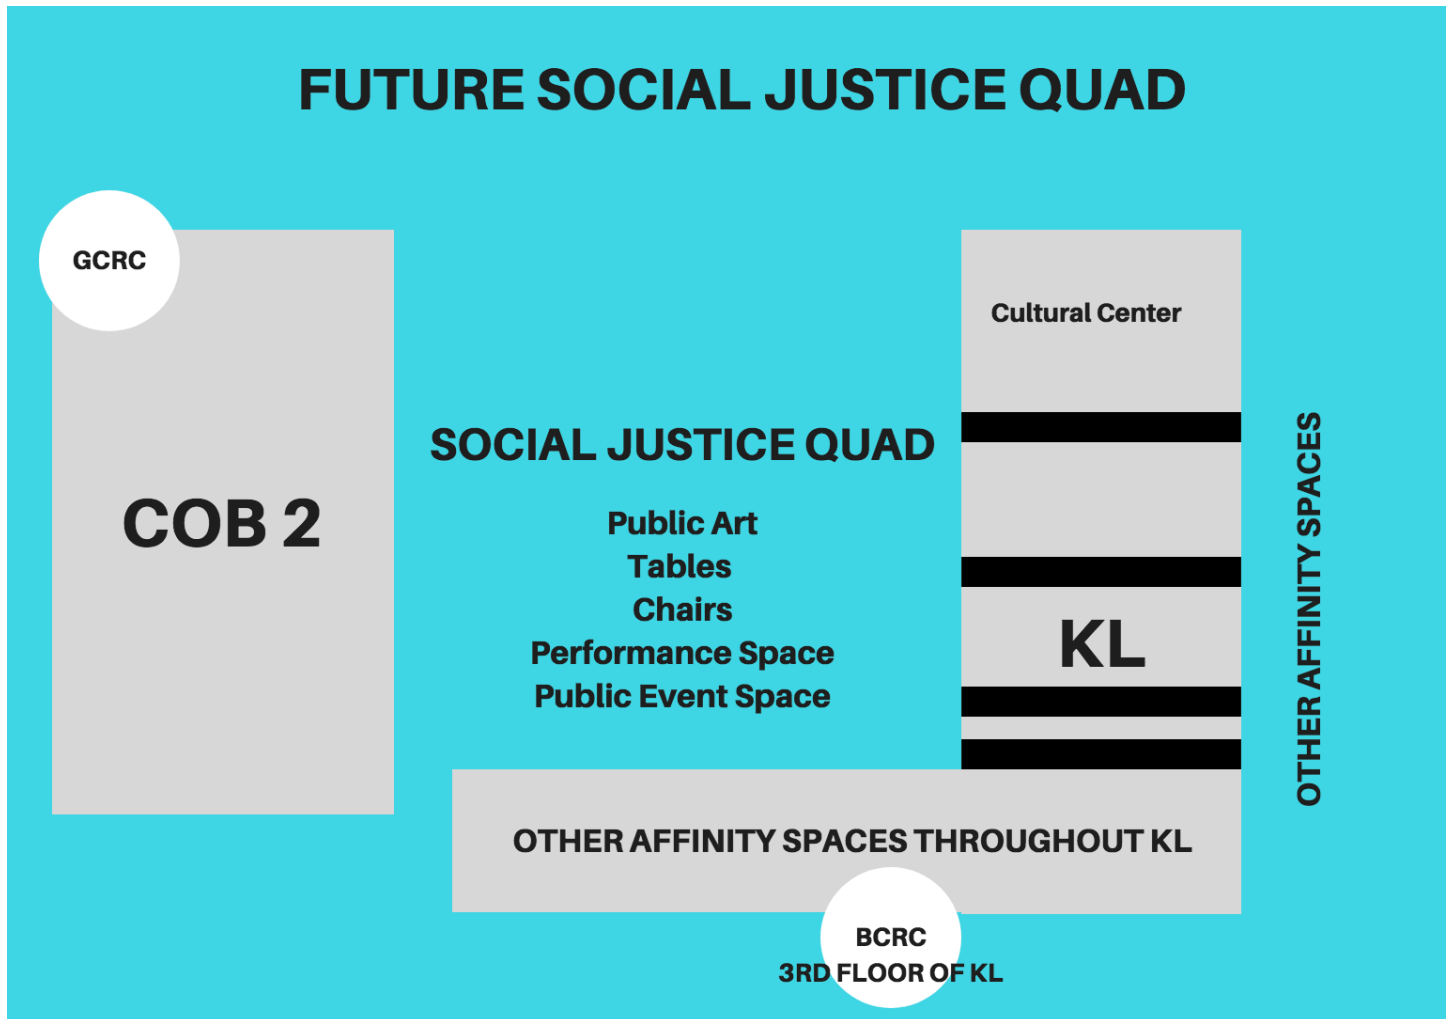 FUTURE SOCIAL JUSTICE QUAD
GCRC
COB 2
SOCIAL JUSTICE QUAD
Public Art
Tables
Chairs
Performance Space
Public Event Space
Cultural Center
KL
OTHER AFFINITY SPACES
OTHER AFFINITY SPACES THROUGHOUT KL
BCRC
3RD FLOOR OF KL